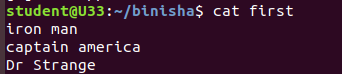 student@U33:~/binisha$ cat first
iron man
captain america
Dr Strange